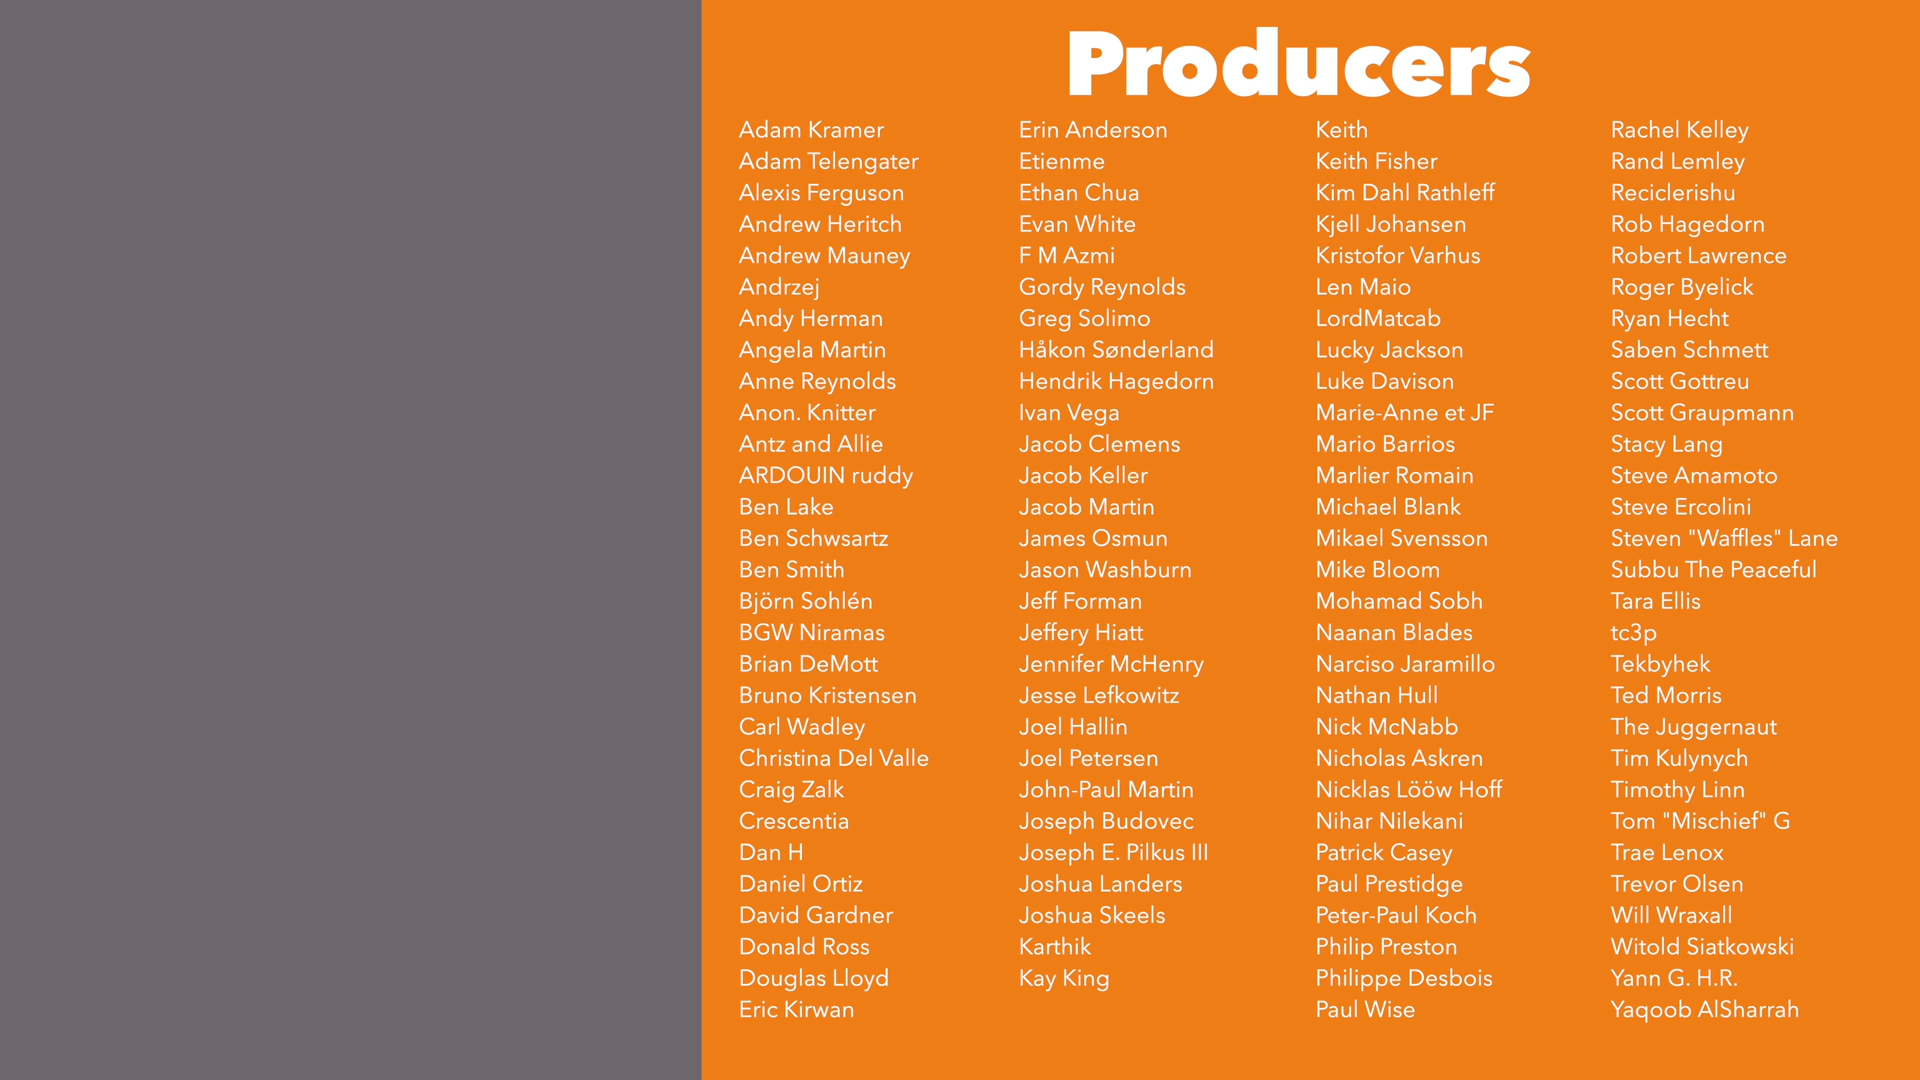 Producers
Adam Kramer
Adam Telengater
Alexis Ferguson
Andrew Heritch
Andrew Mauney
Andrzej
Andy Herman
Angela Martin
Anne Reynolds
Anon. Knitter
Antz and Allie
ARDOUIN ruddy
Ben Lake
Ben Schwsartz
Ben Smith
Björn Sohlén
BGW Niramas
Brian DeMott
Bruno Kristensen
Carl Wadley
Christina Del Valle
Craig Zalk
Crescentia
Dan H
Daniel Ortiz
David Gardner
Donald Ross
Douglas Lloyd
Eric Kirwan
Erin Anderson
Etienme
Ethan Chua
Evan White
F M Azmi
Gordy Reynolds
Greg Solimo
Håkon Sønderland
Hendrik Hagedorn
Ivan Vega
Jacob Clemens
Jacob Keller
Jacob Martin
James Osmun
Jason Washburn
Jeff Forman
Jeffery Hiatt
Jennifer McHenry
Jesse Lefkowitz
Joel Hallin
Joel Petersen
John-Paul Martin
Joseph Budovec
Joseph E. Pilkus III
Joshua Landers
Joshua Skeels
Karthik
Kay King
Keith
Keith Fisher
Kim Dahl Rathleff
Kjell Johansen
Kristofor Varhus
Len Maio
LordMatcab
Lucky Jackson
Luke Davison
Marie-Anne et JF
Mario Barrios
Marlier Romain
Michael Blank
Mikael Svensson
Mike Bloom
Mohamad Sobh
Naanan Blades
Narciso Jaramillo
Nathan Hull
Nick McNabb
Nicholas Askren
Nicklas Lööw Hoff
Nihar Nilekani
Patrick Casey
Paul Prestidge
Peter-Paul Koch
Philip Preston
Philippe Desbois
Paul Wise
Rachel Kelley
Rand Lemley
Reciclerishu
Rob Hagedorn
Robert Lawrence
Roger Byelick
Ryan Hecht
Saben Schmett
Scott Gottreu
Scott Graupmann
Stacy Lang
Steve Amamoto
Steve Ercolini
Steven "Waffles" Lane
Subbu The Peaceful
Tara Ellis
tc3p
Tekbyhek
Ted Morris
The Juggernaut
Tim Kulynych
Timothy Linn
Tom "Mischief" G
Trae Lenox
Trevor Olsen
Will Wraxall
Witold Siatkowski
Yann G. H.R.
Yaqoob AlSharrah